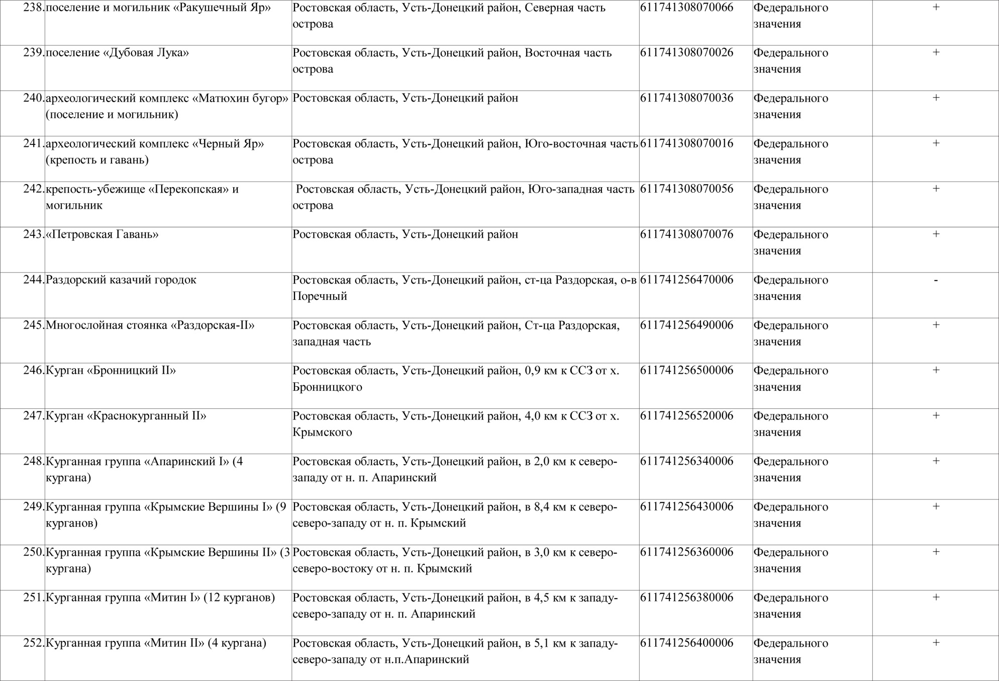 238. поселение и могильник «Ракушечный Яр» Ростовская область, Усть-Донецкий район, Северная часть 611741308070066 Федерального +
острова значения
239. поселение «Дубовая Лука» Ростовская область, Усть-Донецкий район, Восточная часть 611741308070026 Федерального +
острова значения
240. археологический комплекс «Матюхин бугор» Ростовская область, Усть-Донецкий район 611741308070036 Федерального +
(поселение и могильник) значения
241. археологический комплекс «Черный Яр» Ростовская область, Усть-Донецкий район, Юго-восточная часть 611741308070016 Федерального +
(крепость и гавань) острова значения
242. крепость-убежище «Перекопская» и Ростовская область, Усть-Донецкий район, Юго-западная часть 611741308070056 Федерального +
могильник острова значения
243. «Петровская Гавань» Ростовская область, Усть-Донецкий район 611741308070076 Федерального +
значения
244. Раздорский казачий городок Ростовская область, Усть-Донецкий район, ст-ца Раздорская, о-в 611741256470006 Федерального -
Поречный значения
245. Многослойная стоянка «Раздорская-II» Ростовская область, Усть-Донецкий район, Ст-ца Раздорская, 611741256490006 Федерального +
западная часть значения
246. Курган «Бронницкий II» Ростовская область, Усть-Донецкий район, 0,9 км к ССЗ от х. 611741256500006 Федерального +
Бронницкого значения
247. Курган «Краснокурганный II» Ростовская область, Усть-Донецкий район, 4,0 км к ССЗ от х. 611741256520006 Федерального +
Крымского значения
248. Курганная группа «Апаринский I» (4 Ростовская область, Усть-Донецкий район, в 2,0 км к северо- 611741256340006 Федерального +
кургана) западу от н. п. Апаринский значения
249. Курганная группа «Крымские Вершины I» (9 Ростовская область, Усть-Донецкий район, в 8,4 км к северо- 611741256430006 Федерального +
курганов) северо-западу от н. п. Крымский значения
250. Курганная группа «Крымские Вершины II» (3 Ростовская область, Усть-Донецкий район, в 3,0 км к северо- 611741256360006 Федерального +
кургана) северо-востоку от н. п. Крымский значения
251. Курганная группа «Митин I» (12 курганов) Ростовская область, Усть-Донецкий район, в 4,5 км к западу- 611741256380006 Федерального +
северо-западу от н. п. Апаринский значения
252. Курганная группа «Митин II» (4 кургана) Ростовская область, Усть-Донецкий район, в 5,1 км к западу- 611741256400006 Федерального +
северо-западу от н.п.Апаринский значения